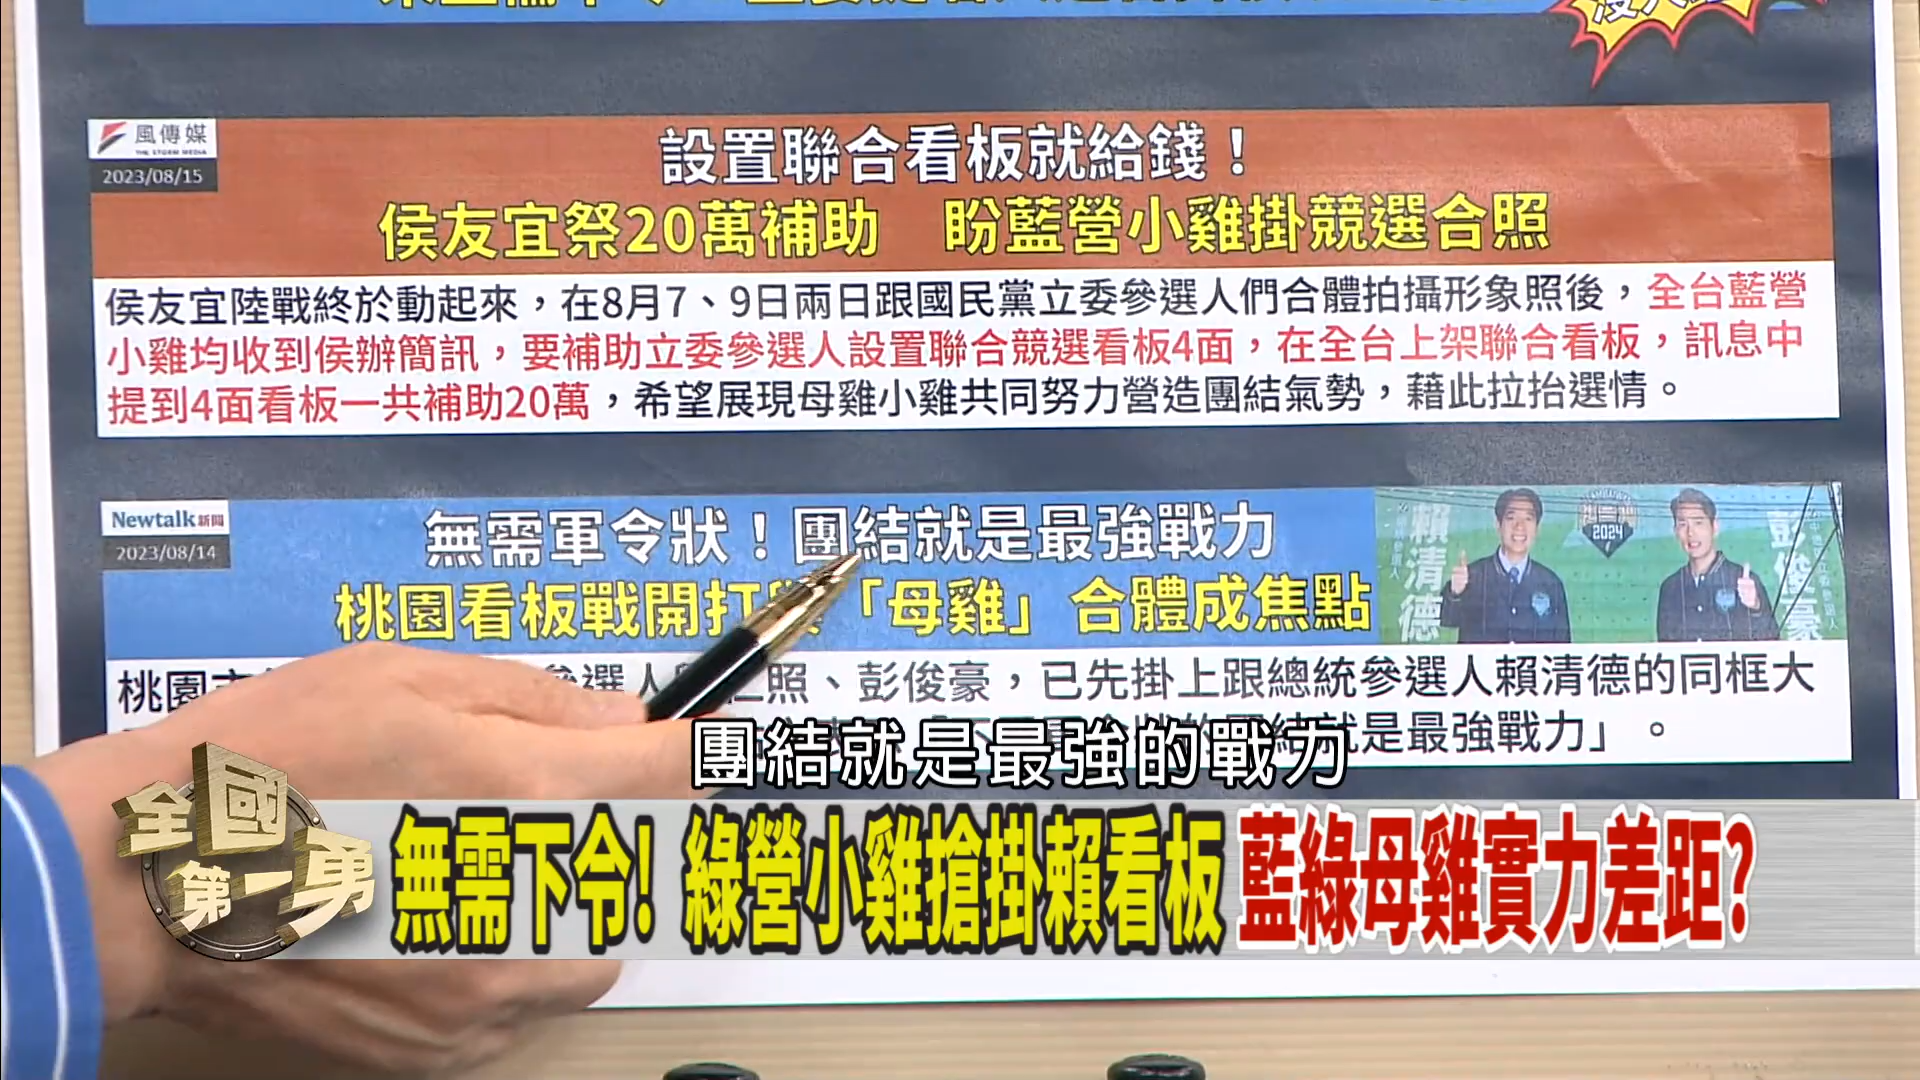 風傳媒
THE STORM MEDIA
2023/08/15
設置聯合看板就給錢！
侯友宜祭20萬補助 盼藍營小雞掛競選合照
侯友宜陸戰終於動起來，在8月7、9日兩日跟國民黨立委參選人們合體拍攝形象照後，全台藍營
小雞均收到侯辦簡訊，要補助立委參選人設置聯合競選看板4面，在全台上架聯合看板，訊息中
提到4面看板一共補助20萬，希望展現母雞小雞共同努力營造團結氣勢，藉此拉抬選情。
Newtalk新聞
2023/08/14
無需軍令狀！團結就是最強戰力
桃園看板戰開打 「母雞」合體成焦點
賴清德
2024
彭俊豪
桃園 參選人 照、彭俊豪，已先掛上跟總統參選人賴清德的同框大
結就是最強戰力」。
團結就是最強的戰力
全國第一勇
無需下令! 綠營小雞搶掛賴看板 藍綠母雞實力差距?